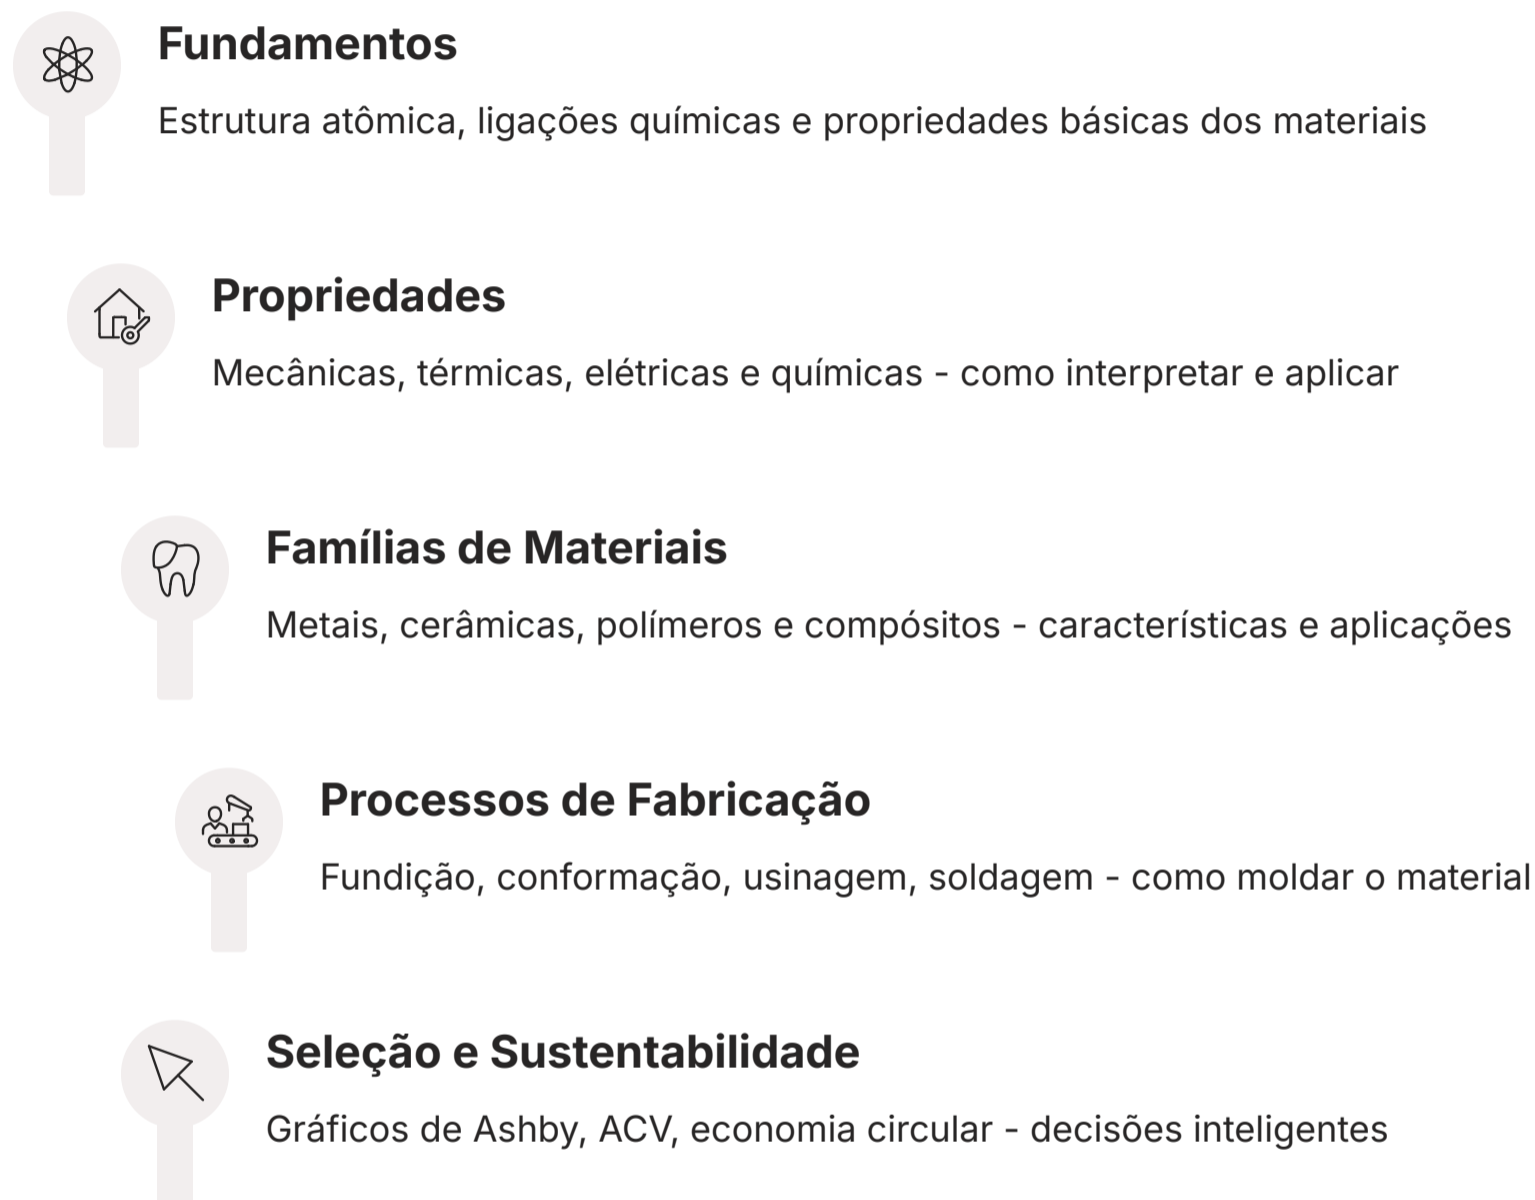 Fundamentos
Estrutura atômica, ligações químicas e propriedades básicas dos materiais
Propriedades
Mecânicas, térmicas, elétricas e químicas - como interpretar e aplicar
Famílias de Materiais
Metais, cerâmicas, polímeros e compósitos - características e aplicações
Processos de Fabricação
Fundição, conformação, usinagem, soldagem - como moldar o material
Seleção e Sustentabilidade
Gráficos de Ashby, ACV, economia circular - decisões inteligentes